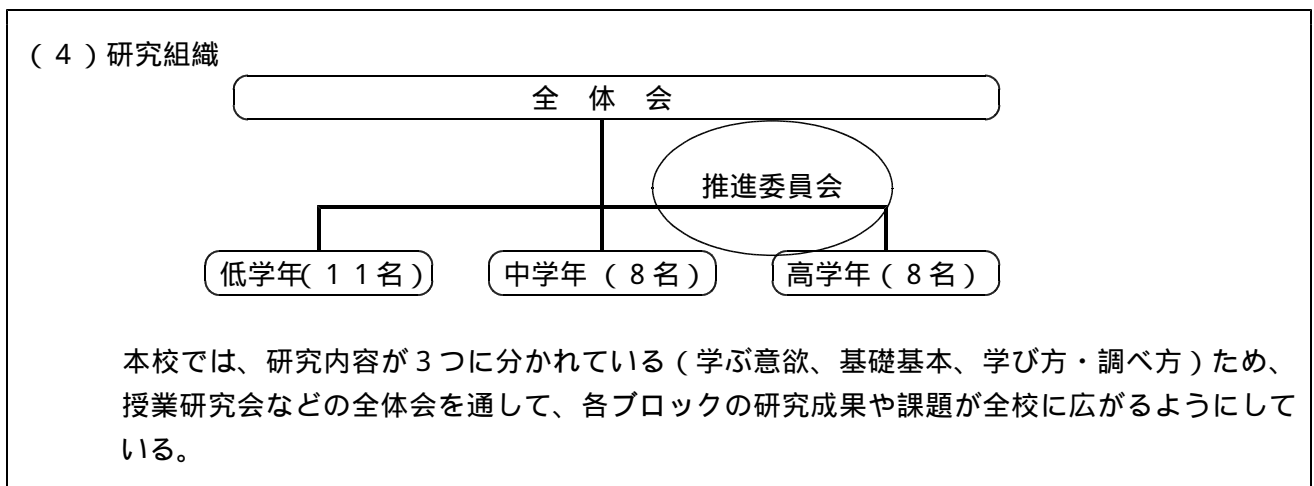 (４)研究組織
全 体 会
推進委員会
低学年(１１名)
中学年 (８名)
高学年(８名)
本校では、研究内容が３つに分かれている(学ぶ意欲、基礎基本、学び方・調べ方)ため、
授業研究会などの全体会を通して、各ブロックの研究成果や課題が全校に広がるようにして
いる。